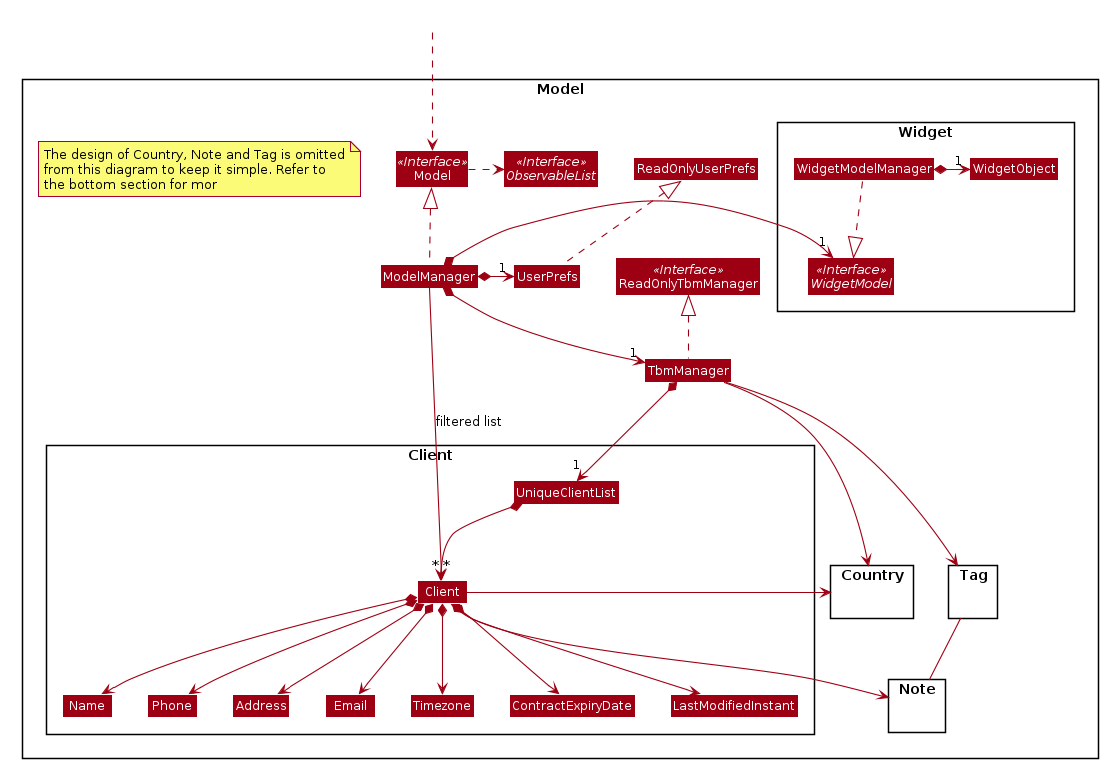 Model
The design of Country, Note and Tag is omitted
from this diagram to keep it simple. Refer to
the bottom section for mor
«Interface»
Model
«Interface»
ObservableList
ReadOnlyUserPrefs
Widget
WidgetModelManager
1
WidgetObject
1
«Interface»
WidgetModel
ModelManager
1
UserPrefs
«Interface»
ReadOnlyTbmManager
1
TbmManager
filtered list
Client
1
UniqueClientList
* *
Client
Country
Tag
Note
Name
Phone
Address
Email
Timezone
ContractExpiryDate
LastModifiedInstant